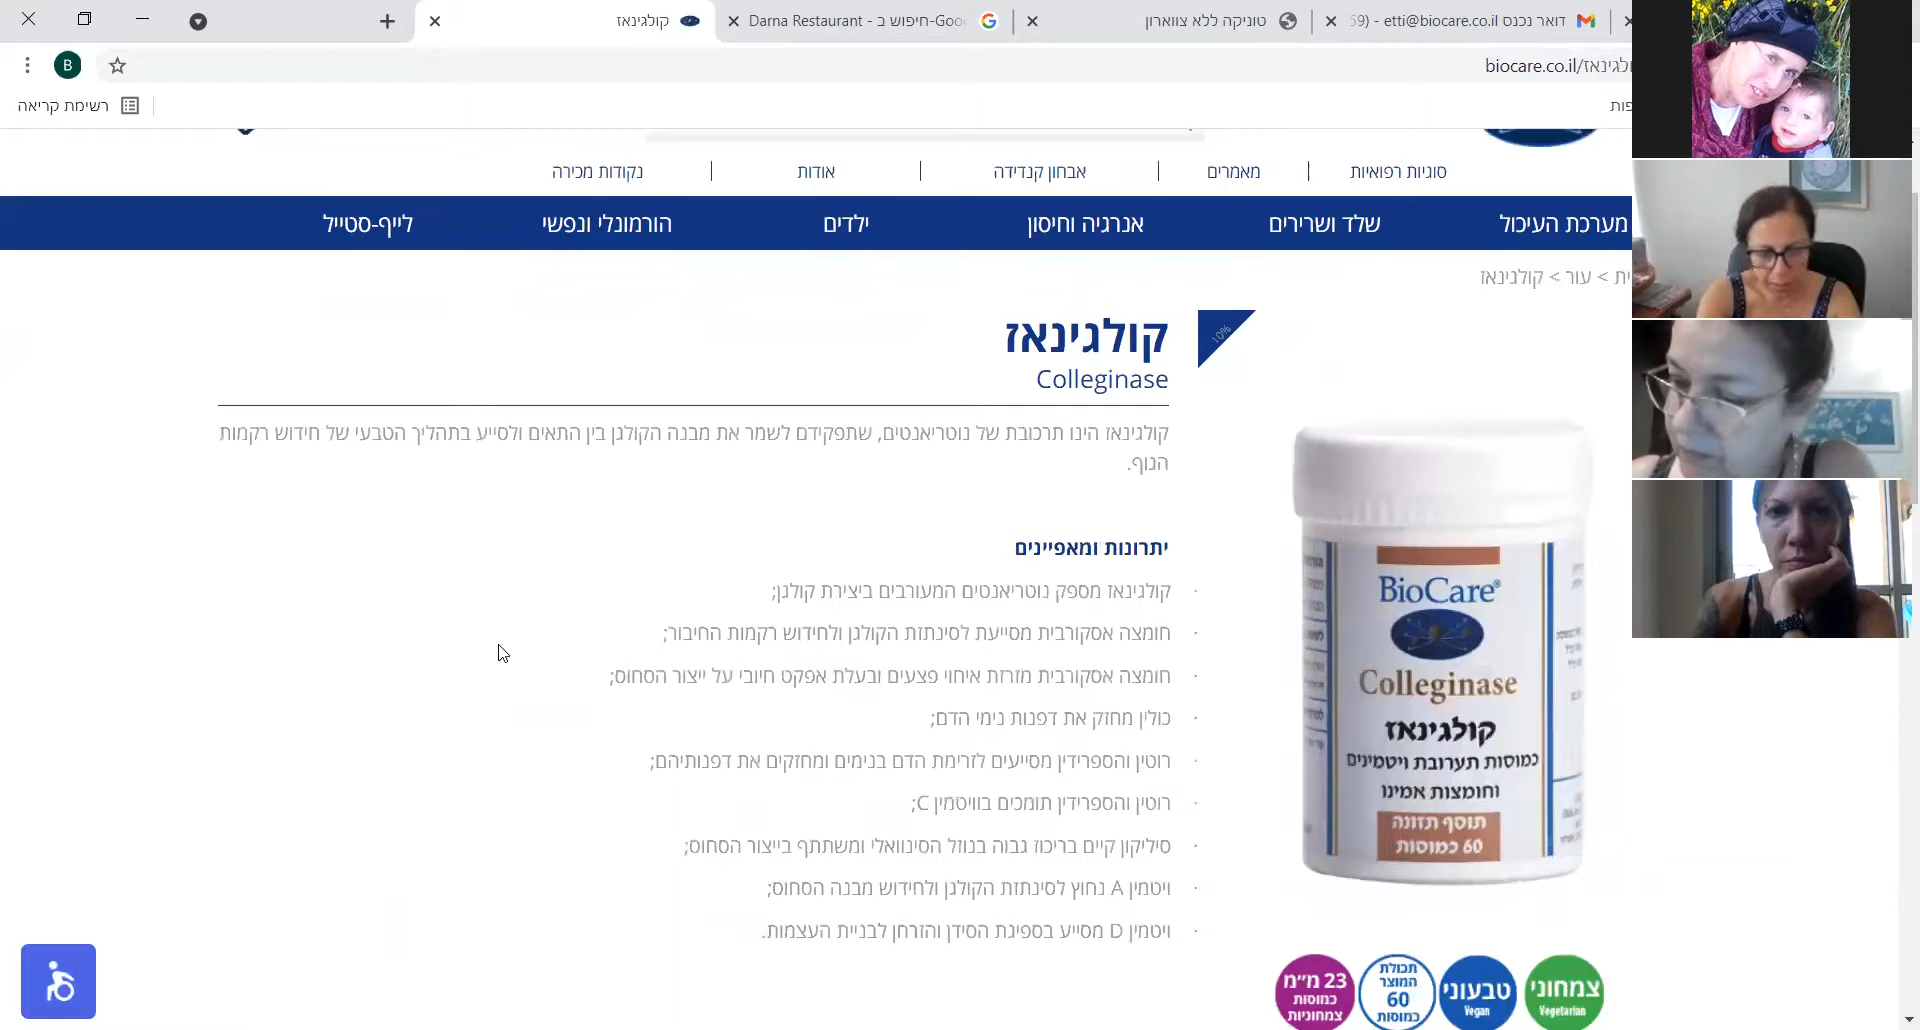 קולגינאז
Darna Restaurant - חיפוש ב-Goo
טוניקה ללא צווארון
דואר נכנס 59) - etti@biocare.co.il)
B
biocare.co.il/קולגינאז
רשימת קריאה
סוגיות רפואיות | מאמרים | אבחון קנדידה | אודות | נקודות מכירה
מערכת העיכול שלד ושרירים אנרגיה וחיסון ילדים הורמונלי ונפשי לייף-סטייל
> עור > קולגינאז
10%
קולגינאז
Colleginase
קולגינאז הינו תרכובת של נוטריאנטים, שתפקידם לשמר את מבנה הקולגן בין התאים ולסייע בתהליך הטבעי של חידוש רקמות
הגוף.
יתרונות ומאפיינים
· קולגינאז מספק נוטריאנטים המעורבים ביצירת קולגן;
· חומצה אסקורבית מסייעת לסינתזת הקולגן ולחידוש רקמות החיבור;
· חומצה אסקורבית מזרזת איחוי פצעים ובעלת אפקט חיובי על ייצור הסחוס;
· כולין מחזק את דפנות נימי הדם;
· רוטין והספרידין מסייעים לזרימת הדם בנימים ומחזקים את דפנותיהם;
· רוטין והספרידין תומכים בוויטמין C;
· סיליקון קיים בריכוז גבוה בנוזל הסינוואלי ומשתתף בייצור הסחוס;
· ויטמין A נחוץ לסינתזת הקולגן ולחידוש מבנה הסחוס;
· ויטמין D מסייע בספיגת הסידן והזרחן לבניית העצמות.
BioCare®
Colleginase
קולגינאז
כמוסות תערובת ויטמינים
וחומצות אמינו
תוסף תזונה
60 כמוסות
צמחוני
Vegetarian
טבעוני
Vegan
תכולת
המוצר
60
כמוסות
23 מ״מ
כמוסות
צמחוניות